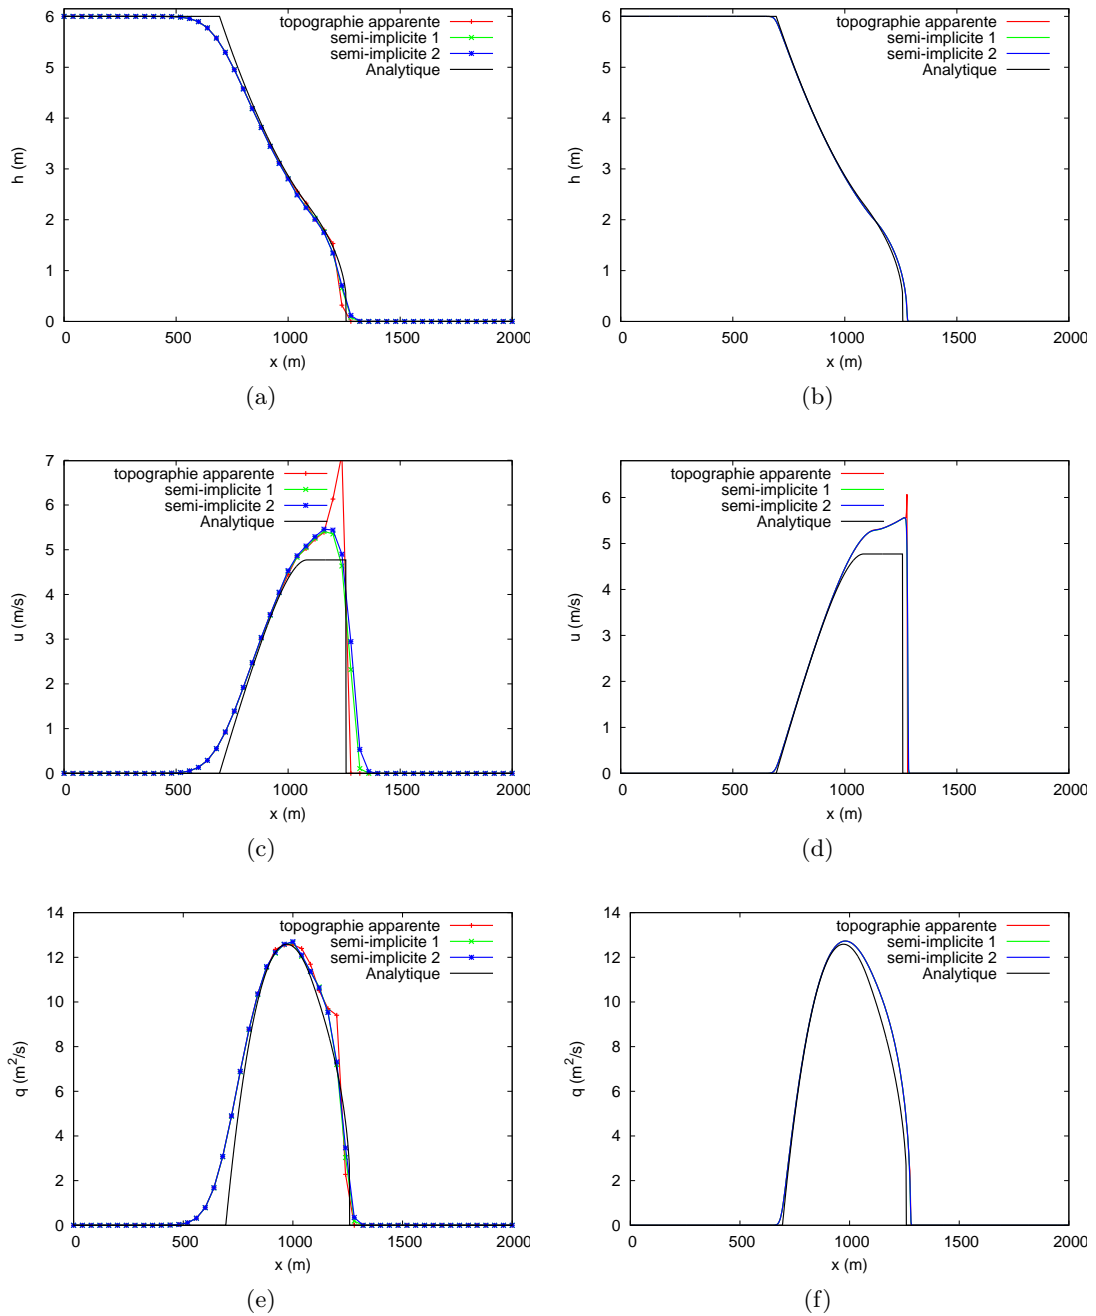 6
5
4
3
2
1
0
h (m)
0
500
1000
1500
2000
x (m)
topographie apparente
semi-implicite 1
semi-implicite 2
Analytique
(a)
6
5
4
3
2
1
0
h (m)
0
500
1000
1500
2000
x (m)
topographie apparente
semi-implicite 1
semi-implicite 2
Analytique
(b)
7
6
5
4
3
2
1
0
u (m/s)
0
500
1000
1500
2000
x (m)
topographie apparente
semi-implicite 1
semi-implicite 2
Analytique
(c)
7
6
5
4
3
2
1
0
u (m/s)
0
500
1000
1500
2000
x (m)
topographie apparente
semi-implicite 1
semi-implicite 2
Analytique
(d)
14
12
10
8
6
4
2
0
q (m²/s)
0
500
1000
1500
2000
x (m)
topographie apparente
semi-implicite 1
semi-implicite 2
Analytique
(e)
14
12
10
8
6
4
2
0
q (m²/s)
0
500
1000
1500
2000
x (m)
topographie apparente
semi-implicite 1
semi-implicite 2
Analytique
(f)